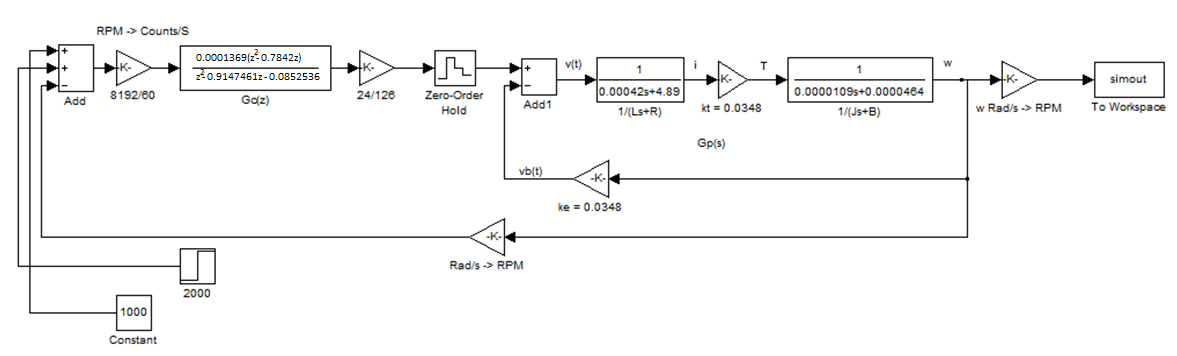 RPM -> Counts/S
+
+
-K-
Add
8192/60
0.0001369(z²-0.7842z)
z²-0.9147461z-0.0852536
Gc(z)
-K-
24/126
Zero-Order
Hold
+
Add1
v(t)
1
0.00042s+4.89
1/(Ls+R)
i
-K-
kt = 0.0348
T
1
0.0000109s+0.0000464
1/(Js+B)
w
-K-
w Rad/s -> RPM
simout
To Workspace
Gp(s)
vb(t)
-K-
ke = 0.0348
-K-
Rad/s -> RPM
2000
1000
Constant